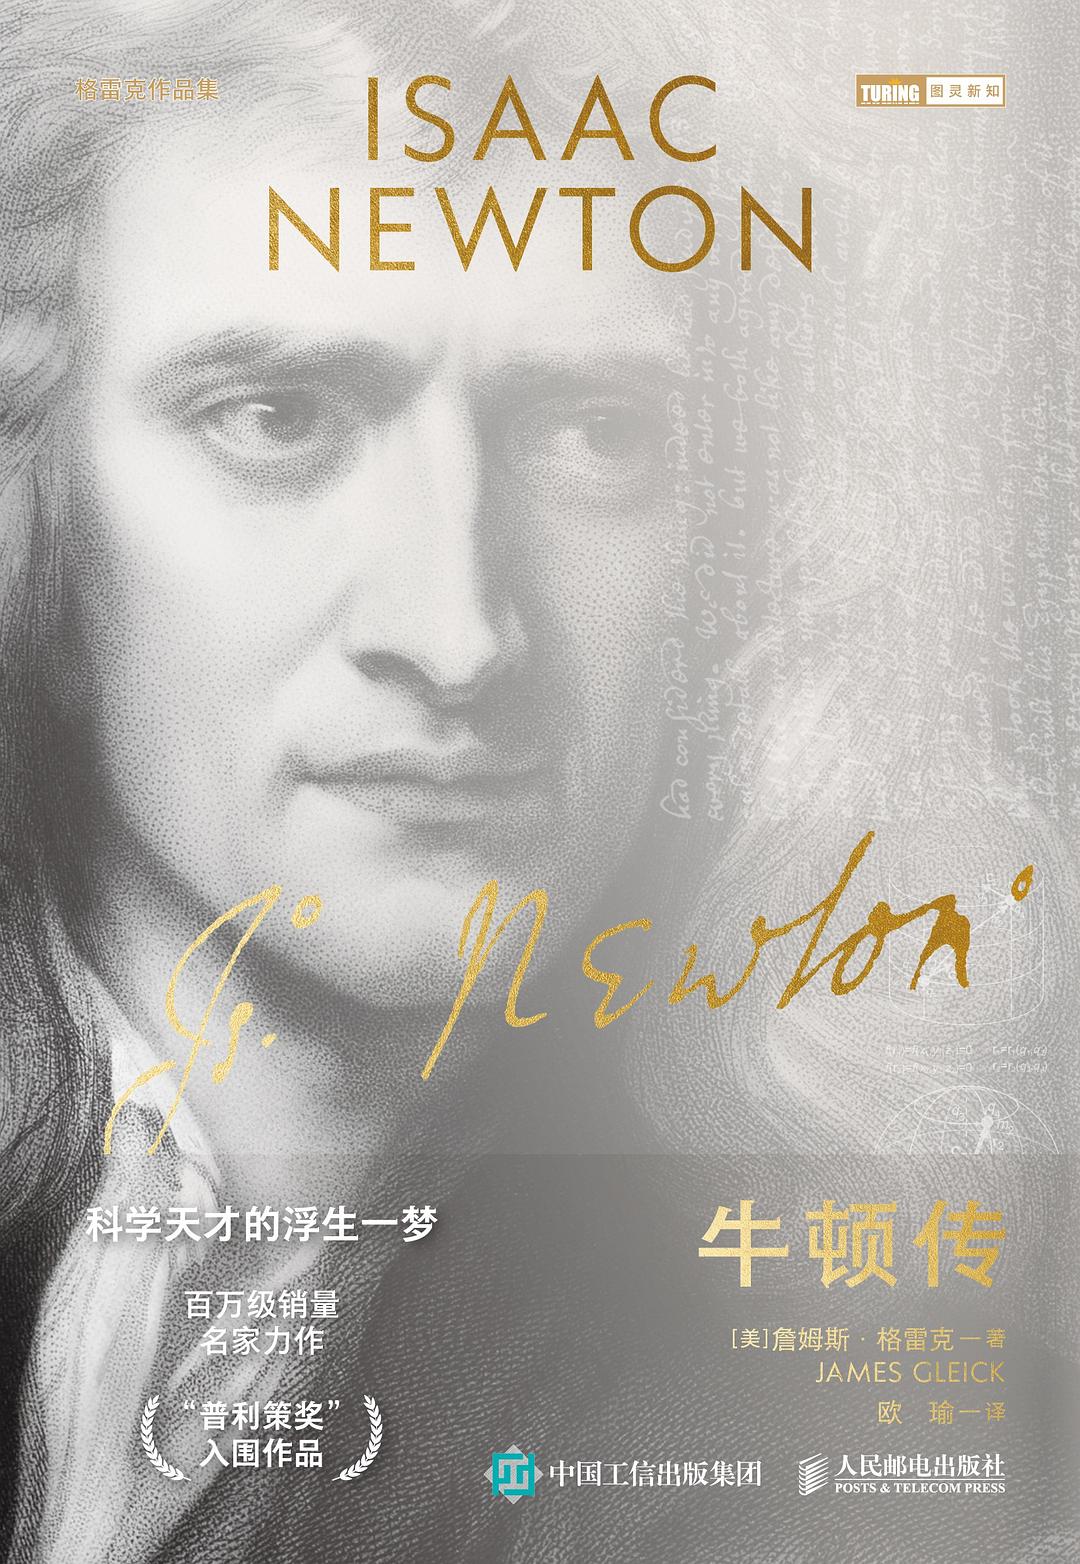 格雷克作品集
ISAAC
NEWTON
TURING 图灵新知
Is. Newton
科学天才的浮生一梦
百万级销量
名家力作
“普利策奖”
入围作品
牛顿传
[美]詹姆斯·格雷克一著
JAMES GLEICK
欧 瑜一译
中国工信出版集团
人民邮电出版社
POSTS & TELECOM PRESS